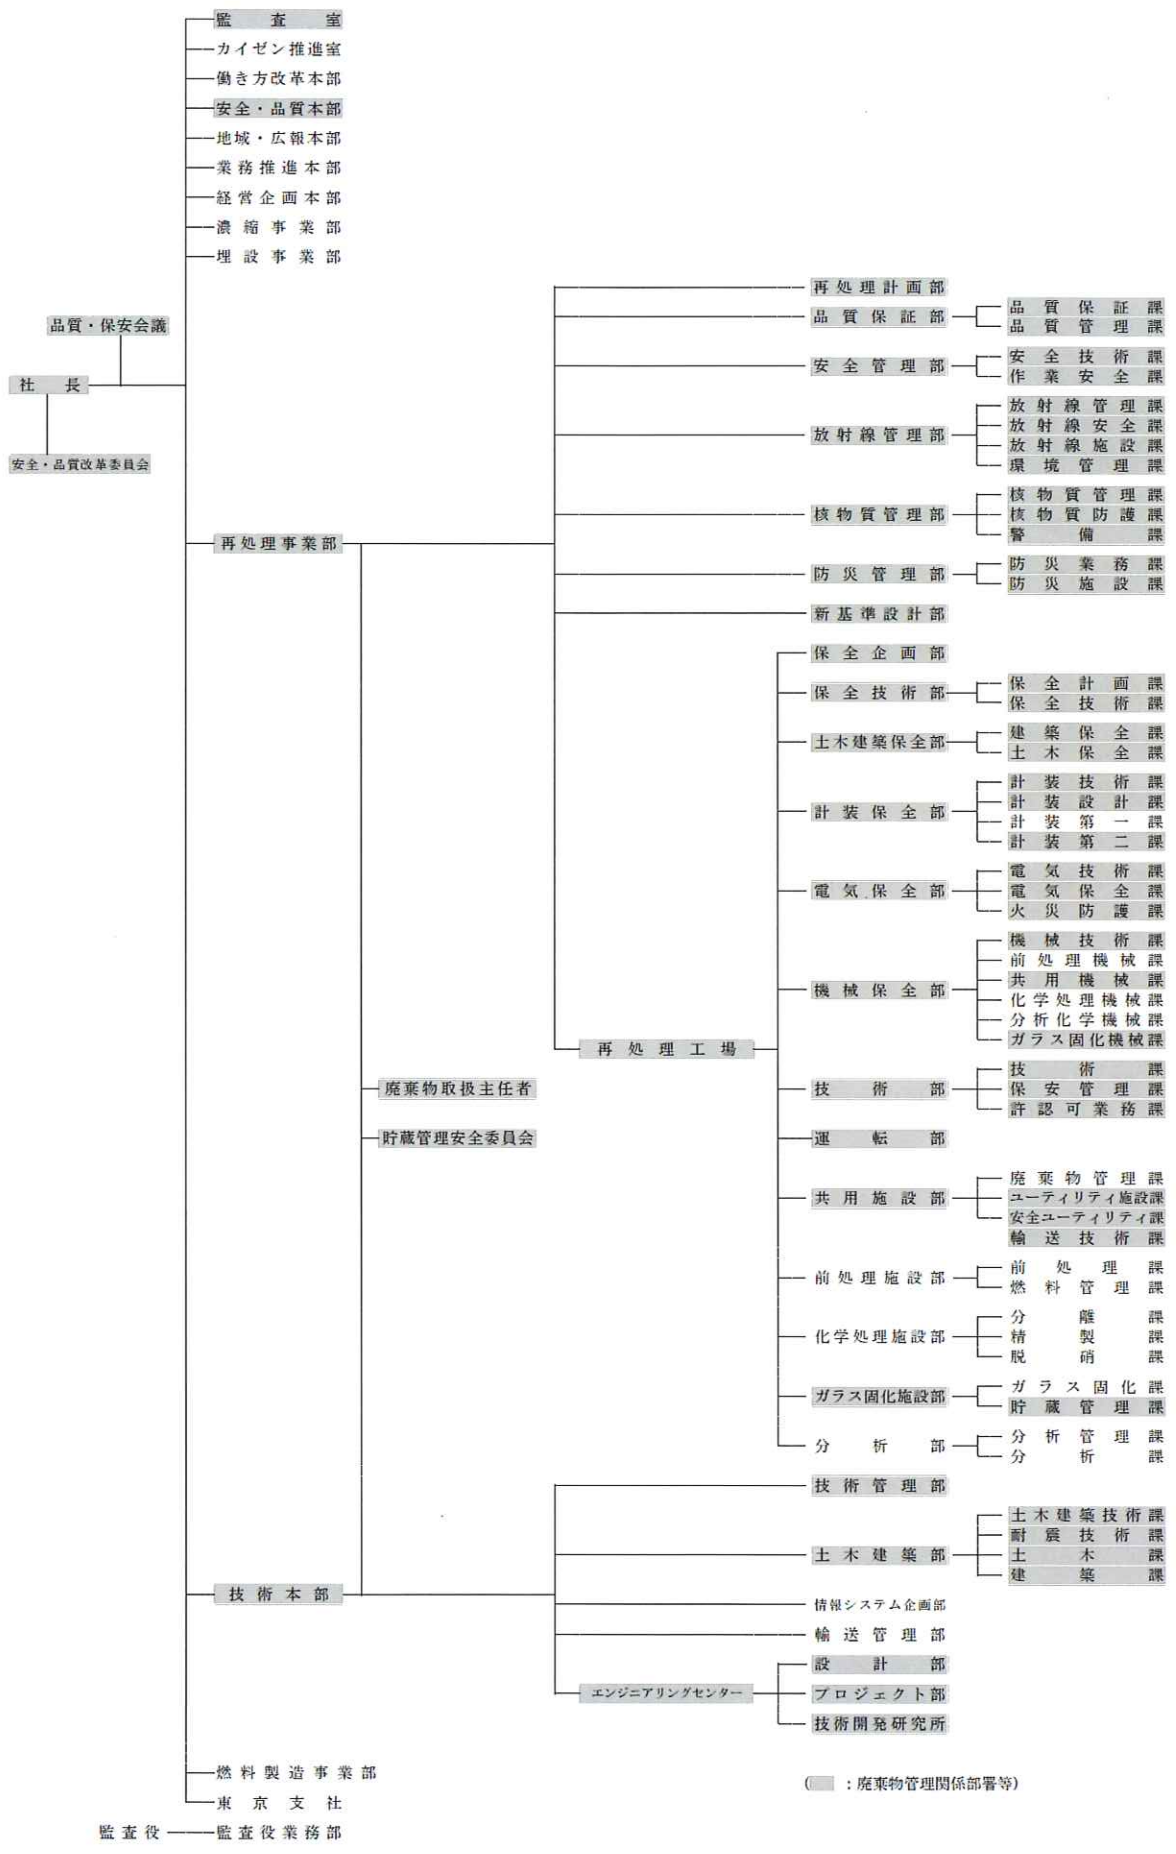 監査室
カイゼン推進室
働き方改革本部
安全・品質本部
地域・広報本部
業務推進本部
経営企画本部
濃縮事業部
埋設事業部
品質・保安会議
社長
安全・品質改革委員会
再処理事業部
再処理計画部
品質保証部
品質保証課
品質管理課
安全管理部
安全技術課
作業安全課
放射線管理部
放射線管理課
放射線安全課
放射線施設課
環境管理課
核物質管理部
核物質管理課
核物質防護課
警備課
防災管理部
防災業務課
防災施設課
新基準設計部
再処理工場
保全企画部
保全技術部
保全計画課
保全技術課
土木建築保全部
建築保全課
土木保全課
計装保全部
計装技術課
計装設計課
計装第一課
計装第二課
電気保全部
電気技術課
電気保全課
火災防護課
機械保全部
機械技術課
前処理機械課
共用機械課
化学処理機械課
分析化学機械課
ガラス固化機械課
技術部
技術課
保安管理課
許認可業務課
運転部
共用施設部
廃棄物管理課
ユーティリティ施設課
安全ユーティリティ課
輸送技術課
前処理施設部
前処理課
燃料管理課
化学処理施設部
分離課
精製課
脱硝課
ガラス固化施設部
ガラス固化課
貯蔵管理課
分析部
分析管理課
分析課
廃棄物取扱主任者
貯蔵管理安全委員会
技術本部
技術管理部
土木建築部
土木建築技術課
耐震技術課
土木課
建築課
情報システム企画部
輸送管理部
エンジニアリングセンター
設計部
プロジェクト部
技術開発研究所
燃料製造事業部
東京支社
監査役
監査役業務部
(　：廃棄物管理関係部署等)